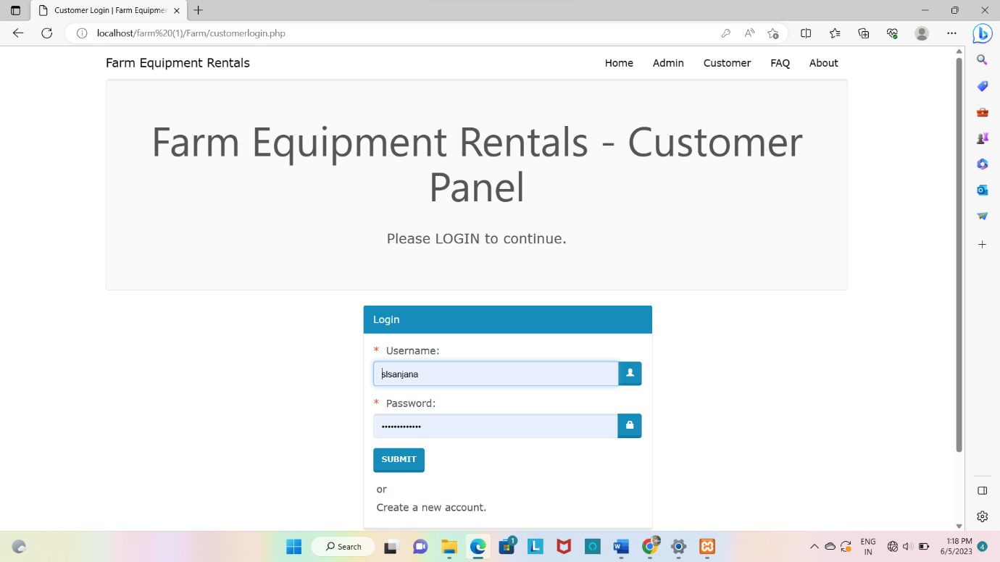 Customer Login | Farm Equipmer
localhost/farm%20(1)/Farm/customerlogin.php
Farm Equipment Rentals
Home Admin Customer FAQ About
Farm Equipment Rentals - Customer
Panel
Please LOGIN to continue.
Login
* Username:
slsanjana
* Password:
•••••••••••••
SUBMIT
or
Create a new account.
Search
1
L
W
ENG
IN
1:18 PM
6/5/2023
4